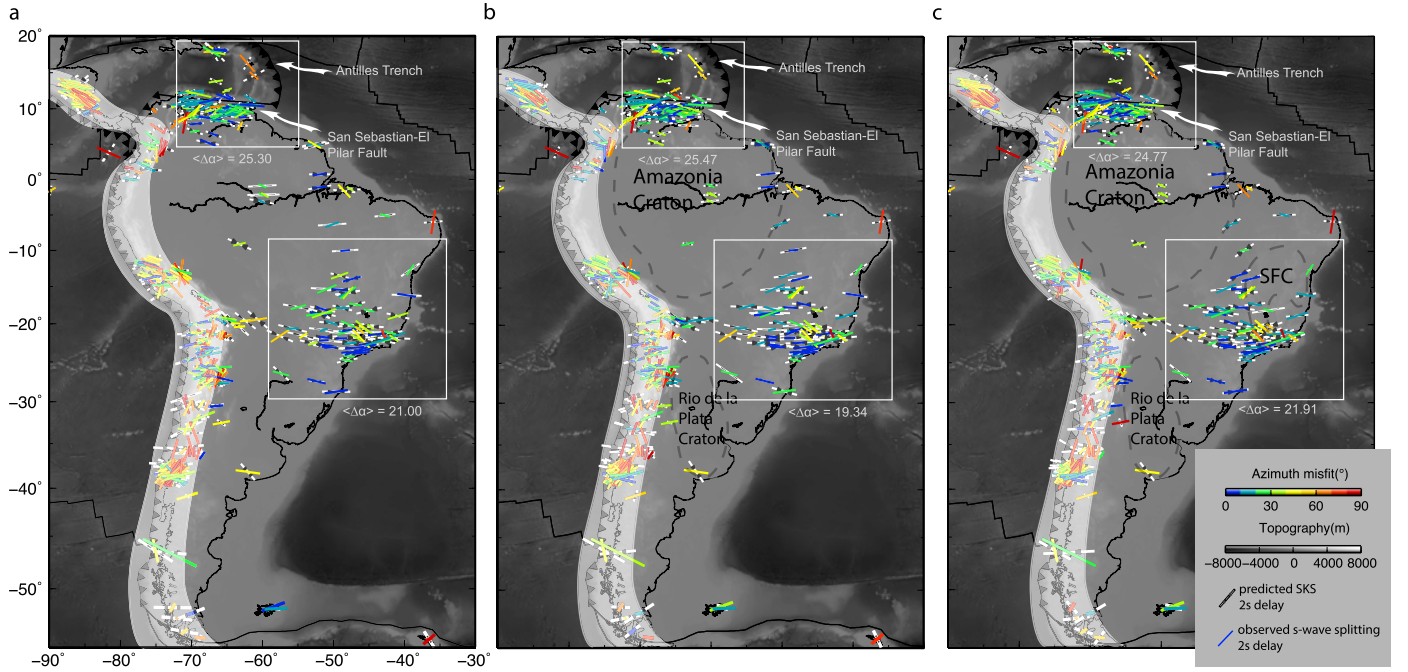 a
b
c
20°
10°
0°
−10°
−20°
−30°
−40°
−50°
−90°
−80°
−70°
−60°
−50°
−40°
−30°
Antilles Trench
San Sebastian-El
Pilar Fault
<Δα> = 25.30
<Δα> = 21.00
Antilles Trench
San Sebastian-El
Pilar Fault
<Δα> = 25.47
Amazonia
Craton
Rio de la
Plata
Craton
<Δα> = 19.34
Antilles Trench
San Sebastian-El
Pilar Fault
<Δα> = 24.77
Amazonia
Craton
SFC
Rio de la
Plata
Craton
<Δα> = 21.91
Azimuth misfit(°)
0 30 60 90
Topography(m)
−8000 −4000 0 4000 8000
predicted SKS
2s delay
observed s-wave splitting
2s delay